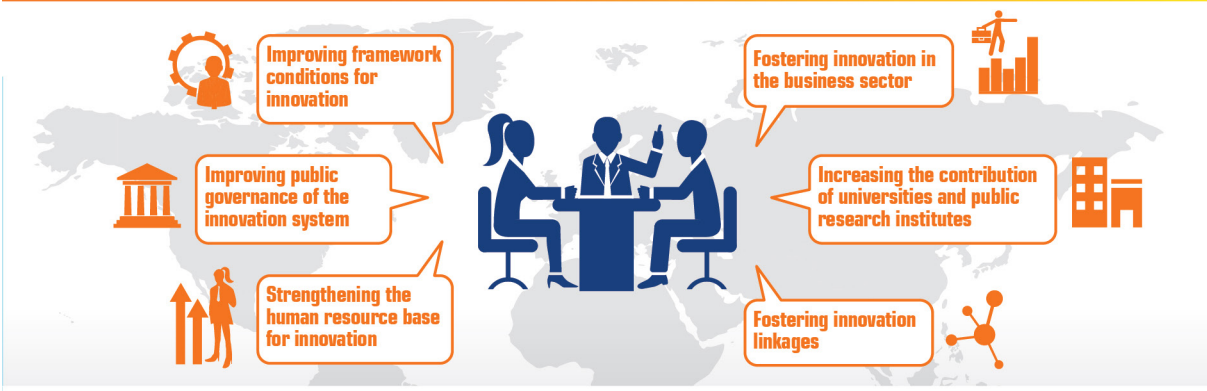 Improving framework
conditions for
innovation
Improving public
governance of the
innovation system
Strengthening the
human resource base
for innovation
Fostering innovation in
the business sector
Increasing the contribution
of universities and public
research institutes
Fostering innovation
linkages